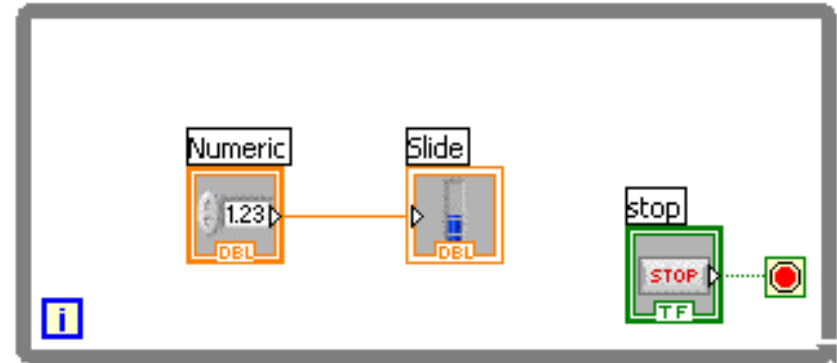 Numeric
Slide
1.23
DBL
DBL
stop
STOP
TF
i